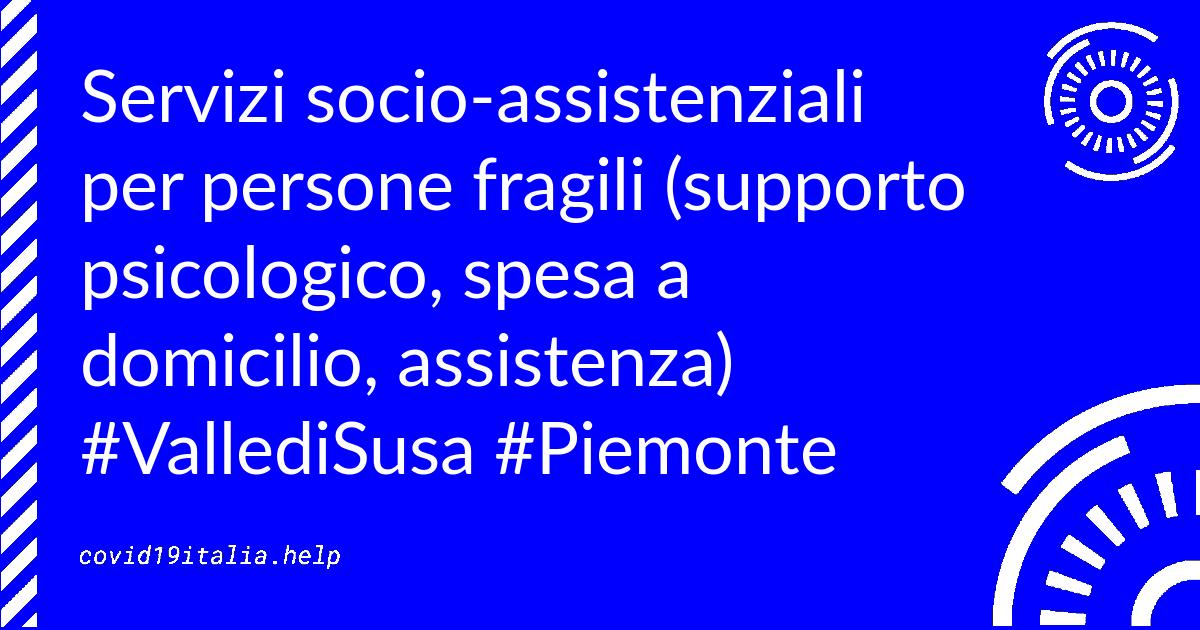 Servizi socio-assistenziali
per persone fragili (supporto
psicologico, spesa a
domicilio, assistenza)
#VallediSusa #Piemonte
covid19italia.help